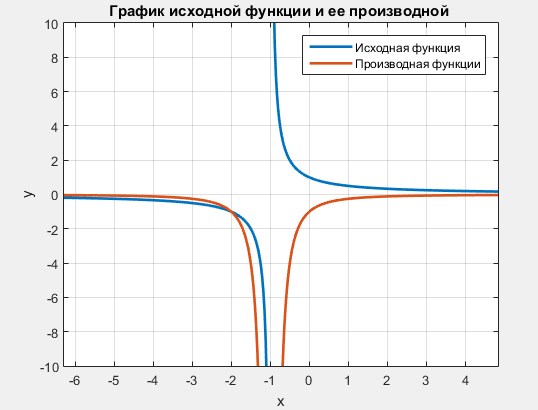 График исходной функции и ее производной
Исходная функция
Производная функции
10
8
6
4
2
0
-2
-4
-6
-8
-10
y
-6 -5 -4 -3 -2 -1 0 1 2 3 4
x